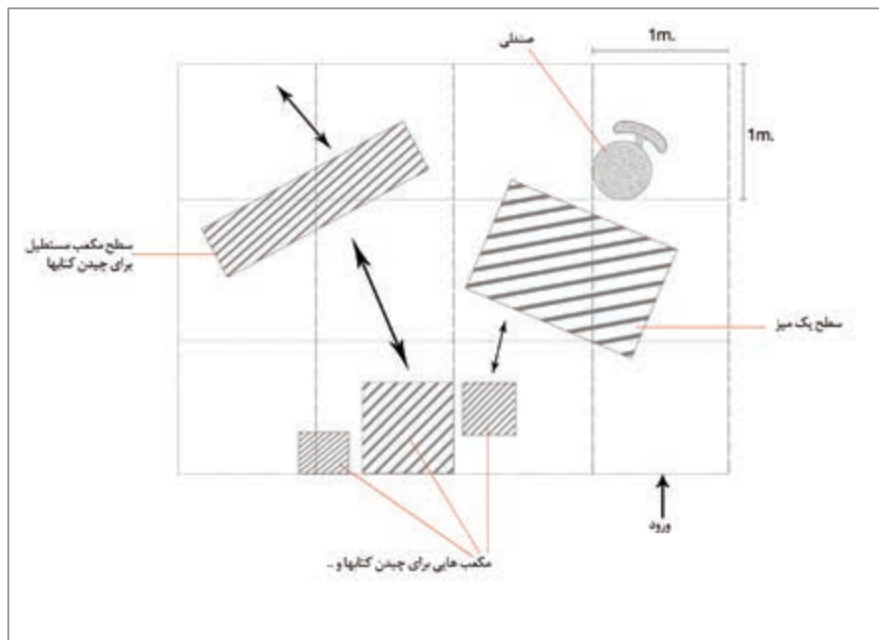 صندلی
1m.
1m.
سطح مکعب مستطیل
برای چیدن کتابها
سطح یک میز
ورود
مکعب هایی برای چیدن کتابها و ..